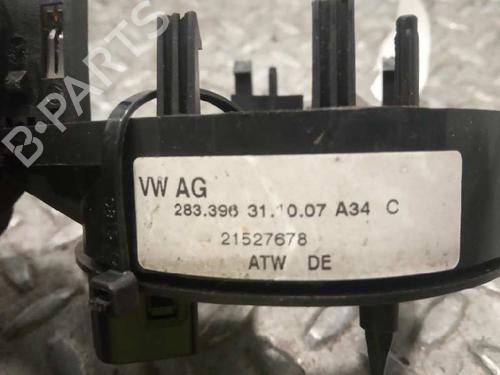 B-PARTS
VW AG
283.396 31.10.07 A34 C
21527678
ATW DE